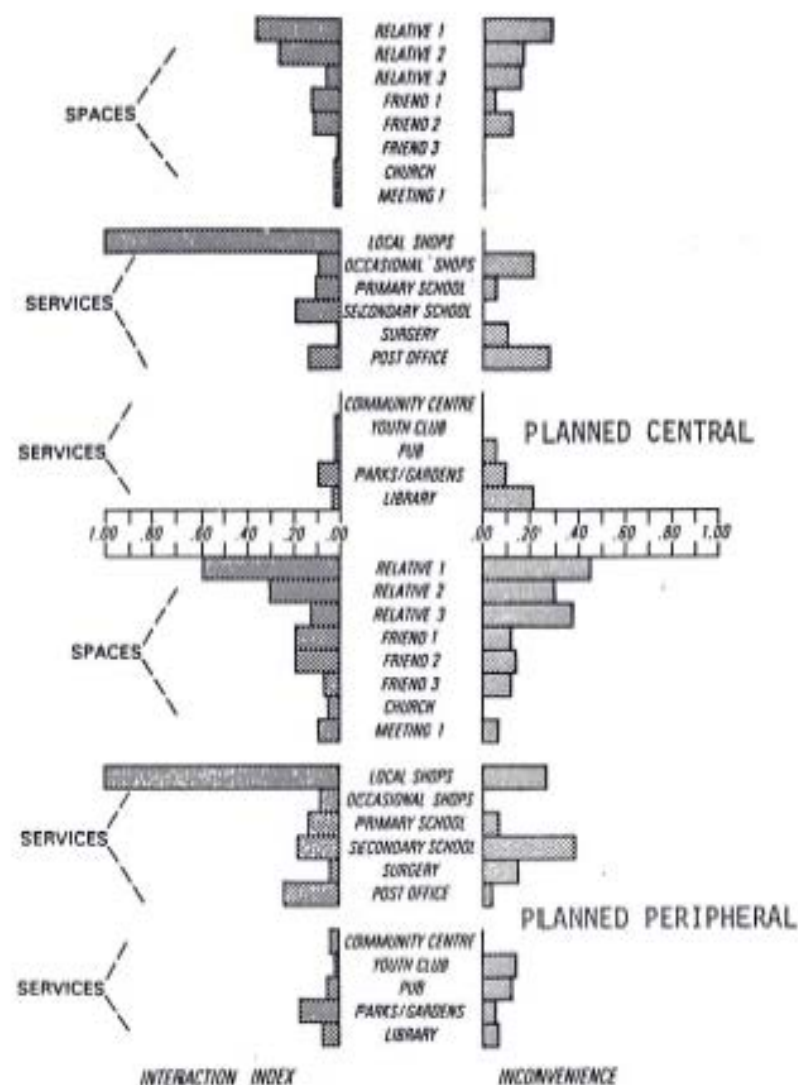 RELATIVE 1
RELATIVE 2
RELATIVE 3
SPACES
FRIEND 1
FRIEND 2
FRIEND 3
CHURCH
MEETING 1
LOCAL SHOPS
OCCASIONAL SHOPS
PRIMARY SCHOOL
SERVICES
SECONDARY SCHOOL
SURGERY
POST OFFICE
COMMUNITY CENTRE
YOUTH CLUB
PLANNED CENTRAL
SERVICES
PUB
PARKS/GARDENS
LIBRARY
1.00 .80 .60 .40 .20 .00 .00 .20 .40 .60 .80 1.00
RELATIVE 1
RELATIVE 2
RELATIVE 3
FRIEND 1
SPACES
FRIEND 2
FRIEND 3
CHURCH
MEETING 1
LOCAL SHOPS
OCCASIONAL SHOPS
PRIMARY SCHOOL
SERVICES
SECONDARY SCHOOL
SURGERY
POST OFFICE
PLANNED PERIPHERAL
COMMUNITY CENTRE
YOUTH CLUB
SERVICES
PUB
PARKS/GARDENS
LIBRARY
INTERACTION INDEX INCONVENIENCE